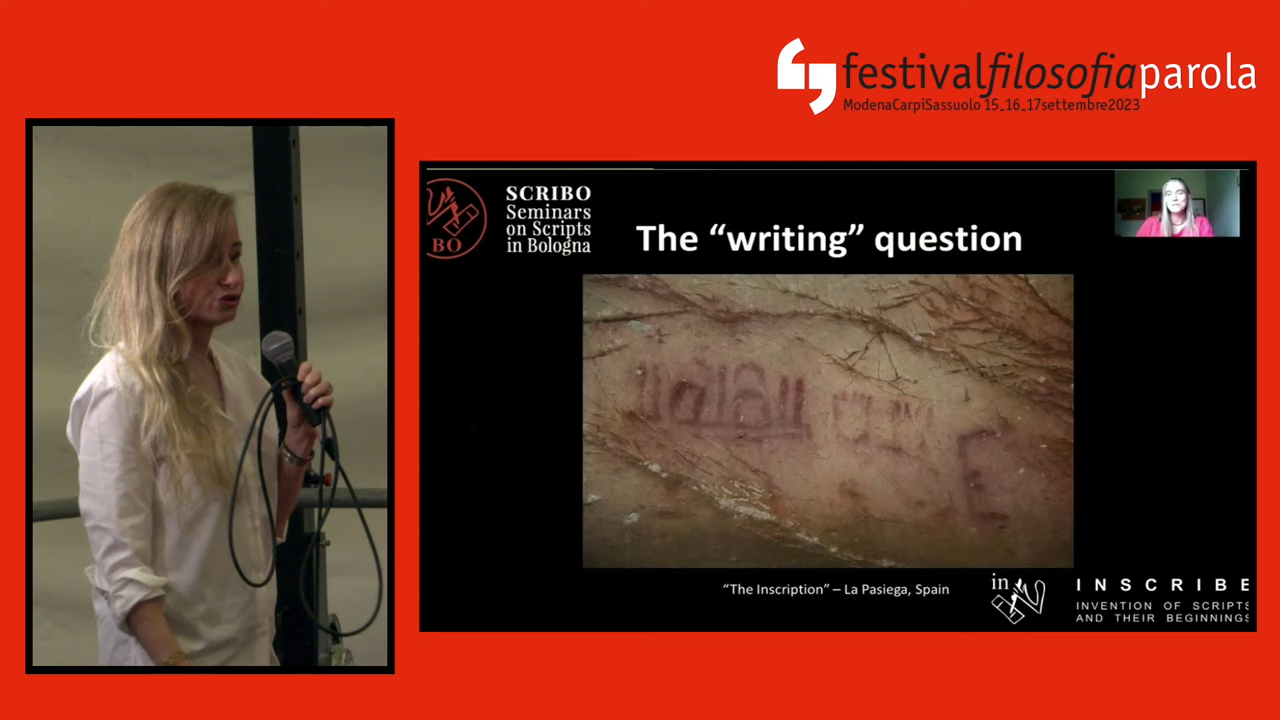 festivalfilosofiaparola
ModenaCarpiSassuolo 15_16_17settembre2023
BO
SCRIBO
Seminars
on Scripts
in Bologna
The “writing” question
“The Inscription” – La Pasiega, Spain
in
INSCRIBE
INVENTION OF SCRIPTS
AND THEIR BEGINNINGS